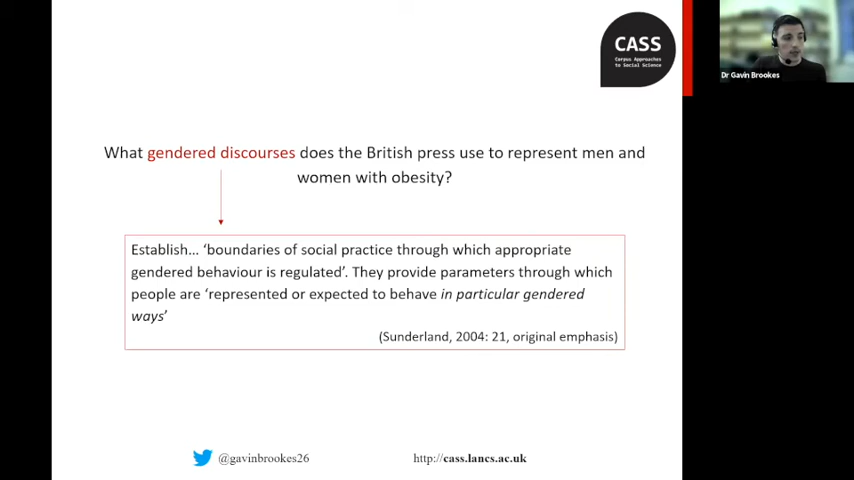 CASS
Corpus Approaches
to Social Science
Dr Gavin Brookes
What gendered discourses does the British press use to represent men and
women with obesity?
Establish... ‘boundaries of social practice through which appropriate
gendered behaviour is regulated’. They provide parameters through which
people are ‘represented or expected to behave in particular gendered
ways’
(Sunderland, 2004: 21, original emphasis)
@gavinbrookes26
http://cass.lancs.ac.uk